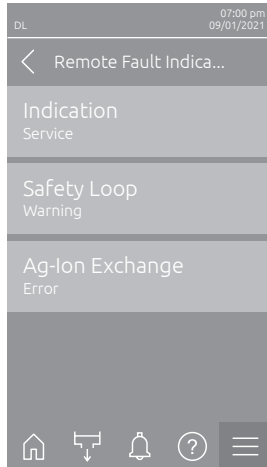 07:00 pm
DL 09/01/2021
Remote Fault Indica...
Indication
Service
Safety Loop
Warning
Ag-Ion Exchange
Error
?